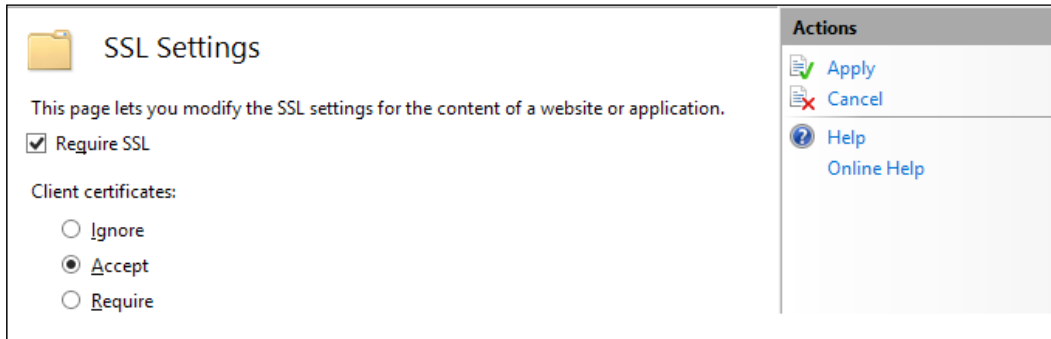 SSL Settings
This page lets you modify the SSL settings for the content of a website or application.
Require SSL
Client certificates:
Ignore
Accept
Require
Actions
Apply
Cancel
Help
Online Help